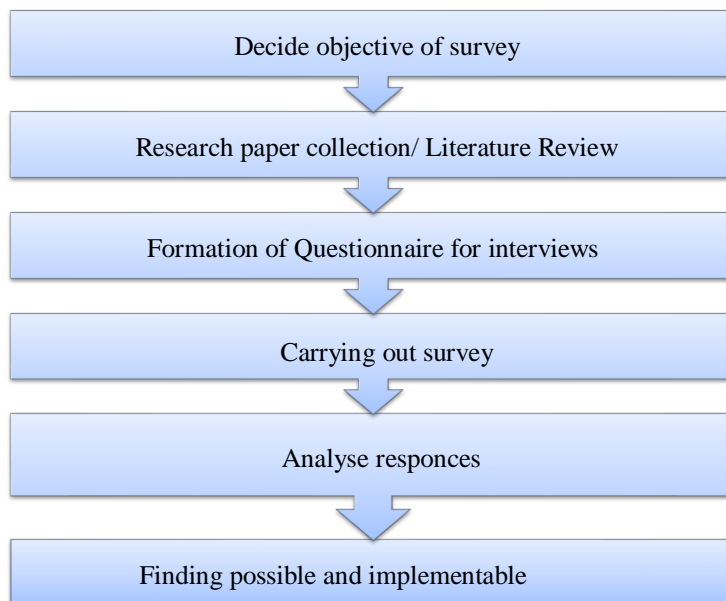 Decide objective of survey
Research paper collection/ Literature Review
Formation of Questionnaire for interviews
Carrying out survey
Analyse responces
Finding possible and implementable